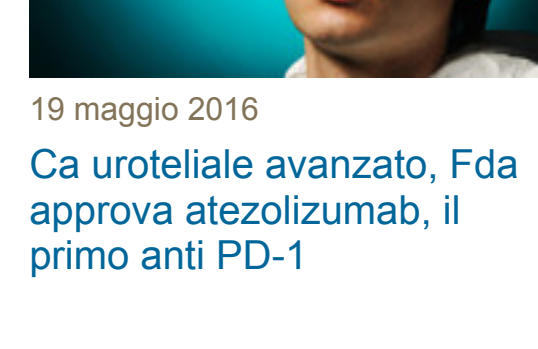 19 maggio 2016
Ca uroteliale avanzato, Fda
approva atezolizumab, il
primo anti PD-1